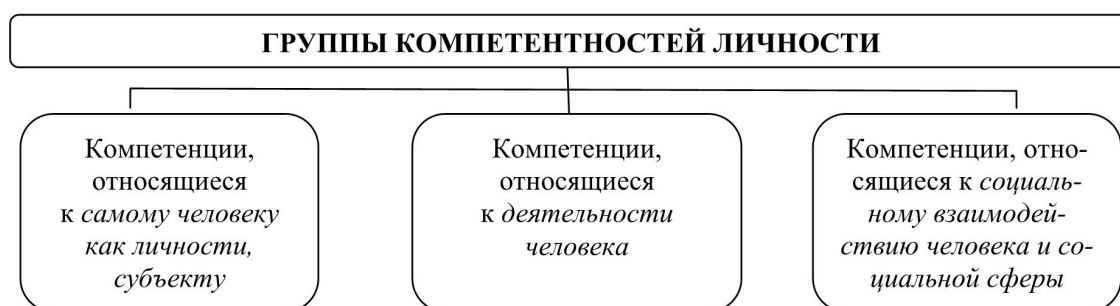 ГРУППЫ КОМПЕТЕНТНОСТЕЙ ЛИЧНОСТИ
Компетенции,
относящиеся
к самому человеку
как личности,
субъекту
Компетенции,
относящиеся
к деятельности
человека
Компетенции, отно-
сящиеся к социаль-
ному взаимодей-
ствию человека и со-
циальной сферы